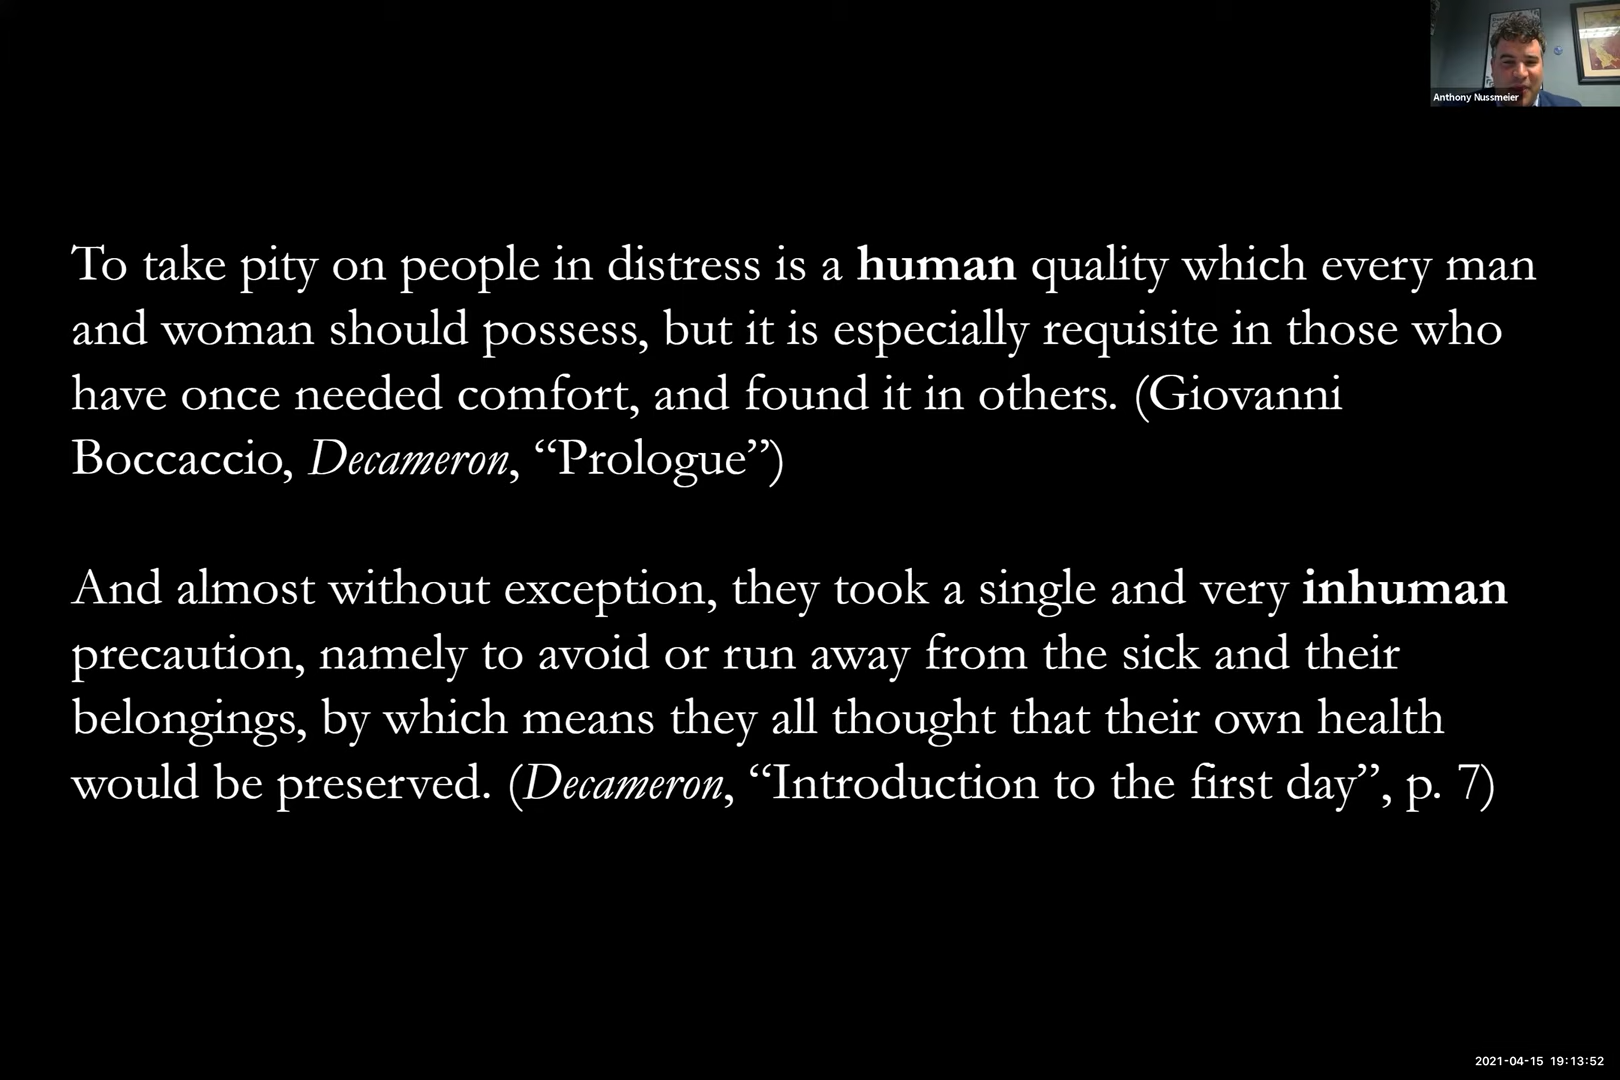 Anthony Nussmeier
To take pity on people in distress is a human quality which every man
and woman should possess, but it is especially requisite in those who
have once needed comfort, and found it in others. (Giovanni
Boccaccio, Decameron, “Prologue”)
And almost without exception, they took a single and very inhuman
precaution, namely to avoid or run away from the sick and their
belongings, by which means they all thought that their own health
would be preserved. (Decameron, “Introduction to the first day”, p. 7)
2021-04-15 19:13:52